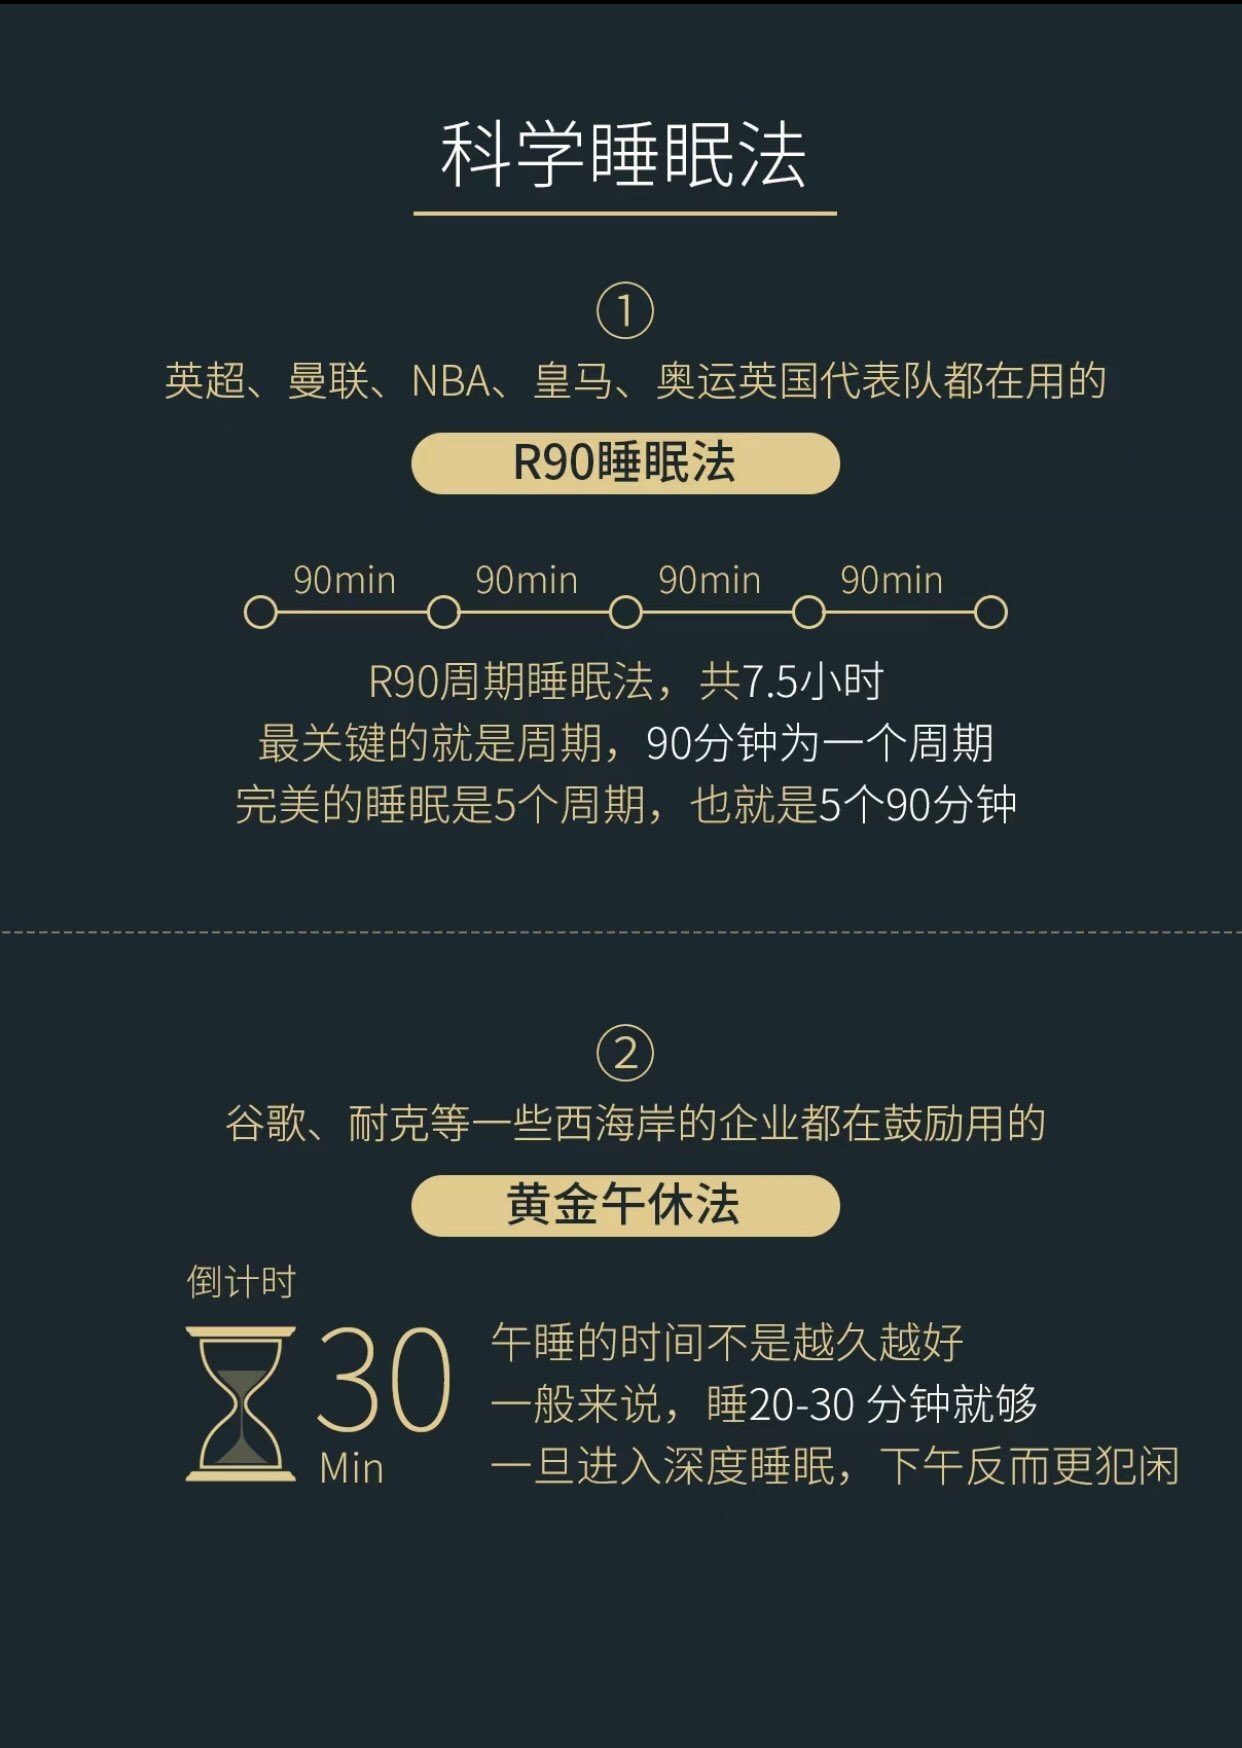 科学睡眠法
①
英超、曼联、NBA、皇马、奥运英国代表队都在用的
R90睡眠法
90min 90min 90min 90min
R90周期睡眠法，共7.5小时
最关键的就是周期，90分钟为一个周期
完美的睡眠是5个周期，也就是5个90分钟
②
谷歌、耐克等一些西海岸的企业都在鼓励用的
黄金午休法
倒计时
30
Min
午睡的时间不是越久越好
一般来说，睡20-30 分钟就够
一旦进入深度睡眠，下午反而更犯闲